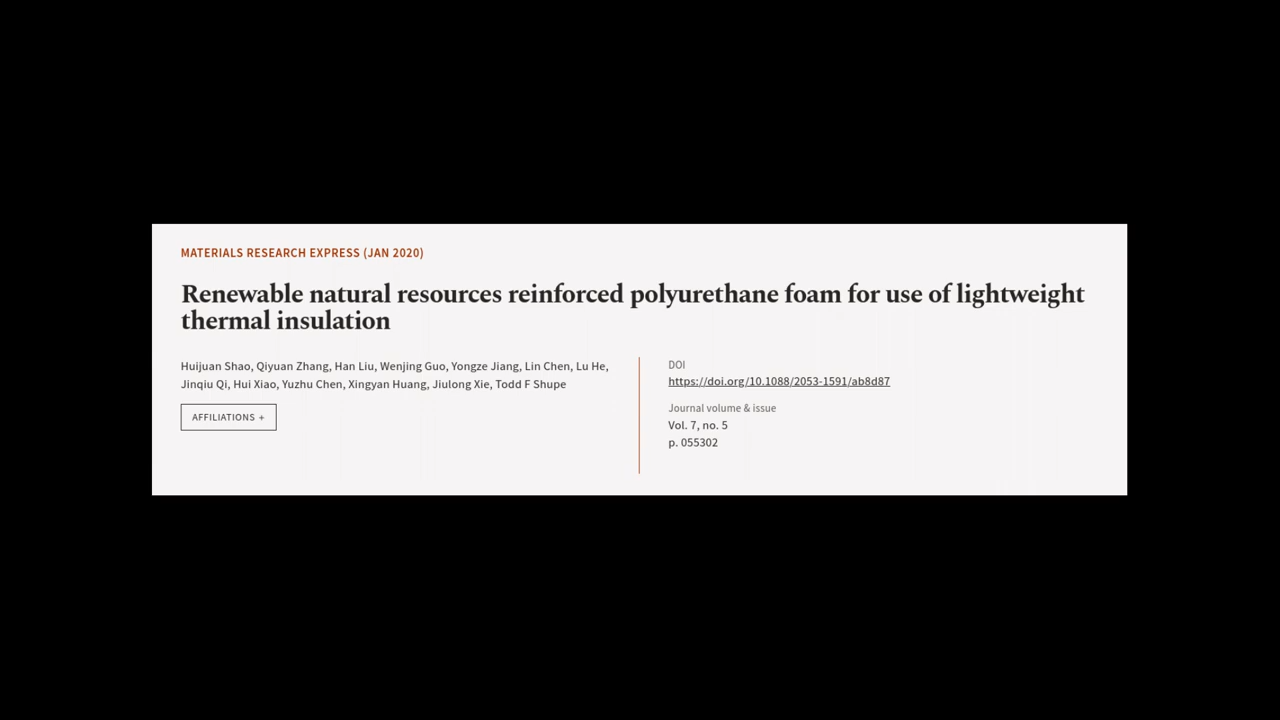 MATERIALS RESEARCH EXPRESS (JAN 2020)
Renewable natural resources reinforced polyurethane foam for use of lightweight
thermal insulation
Huijuan Shao, Qiyuan Zhang, Han Liu, Wenjing Guo, Yongze Jiang, Lin Chen, Lu He,
Jinqiu Qi, Hui Xiao, Yuzhu Chen, Xingyan Huang, Jiulong Xie, Todd F Shupe
AFFILIATIONS +
DOI
https://doi.org/10.1088/2053-1591/ab8d87
Journal volume & issue
Vol. 7, no. 5
p. 055302